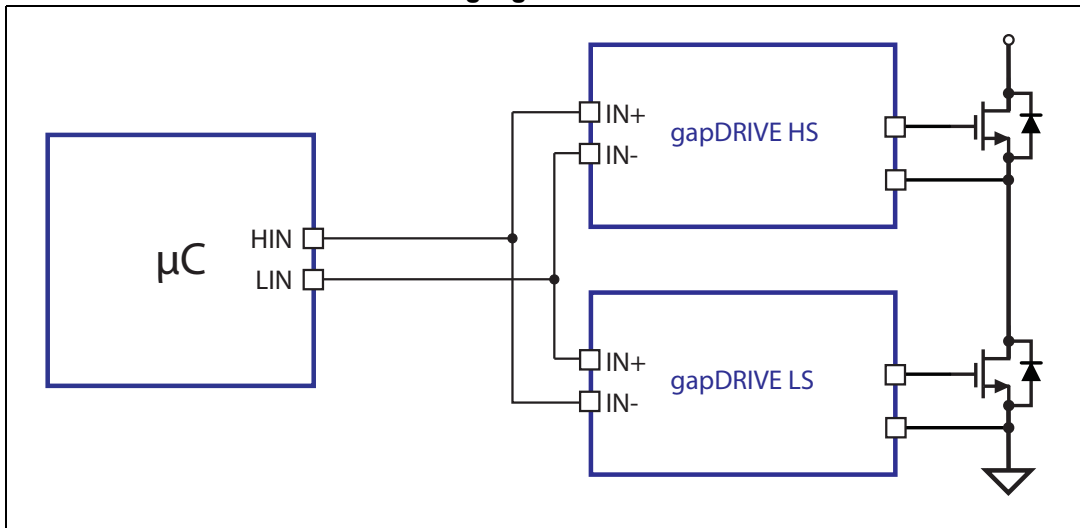 μC
HIN
LIN
IN+
gapDRIVE HS
IN-
IN+
gapDRIVE LS
IN-